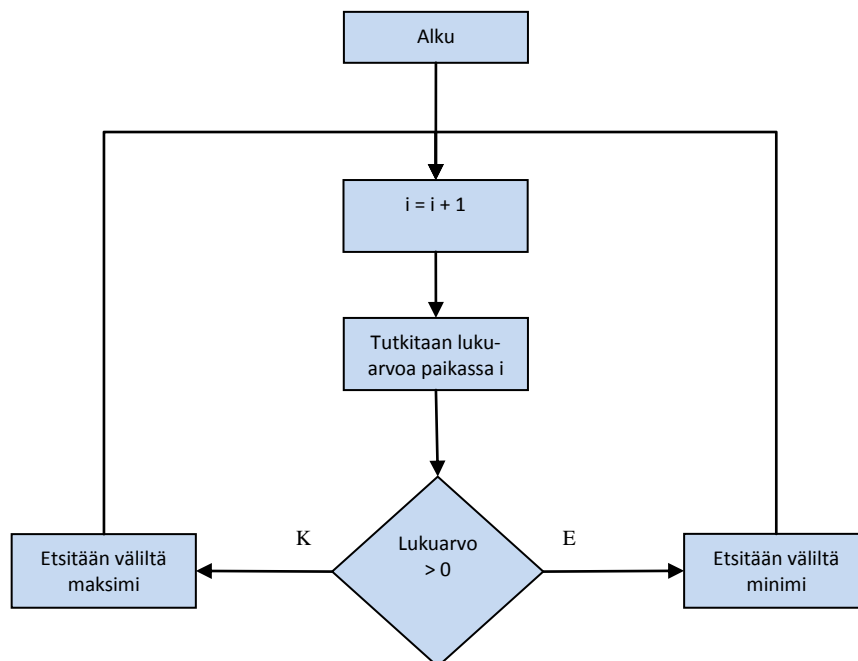 Alku
i = i + 1
Tutkitaan luku-
arvoa paikassa i
K
Lukuarvo
> 0
E
Etsitään väliltä
maksimi
Etsitään väliltä
minimi